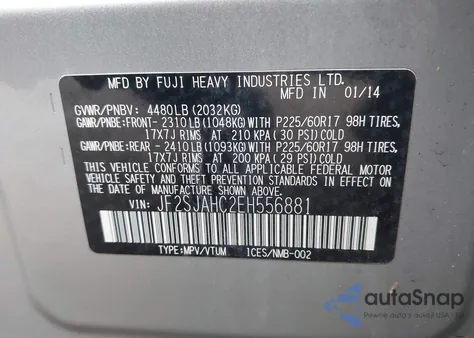 MFD BY FUJI HEAVY INDUSTRIES LTD.
MFD IN 01/14
GVWR/PNBV: 4480LB (2032KG)
GAWR/PNBE:FRONT- 2310LB (1048KG)WITH P225/60R17 98H TIRES,
17X7J RIMS AT 210 KPA (30 PSI)COLD
GAWR/PNBE:REAR - 2410LB (1093KG)WITH P225/60R17 98H TIRES,
17X7J RIMS AT 200 KPA (29 PSI)COLD
THIS VEHICLE CONFORMS TO ALL APPLICABLE FEDERAL MOTOR
VEHICLE SAFETY, BUMPER, AND THEFT PREVENTION STANDARDS
IN EFFECT ON THE DATE OF MANUFACTURE SHOWN ABOVE.
VIN: JF2SJAHC2EH556881
TYPE:MPV/VTUM ICES/NMB-002
autoSnap